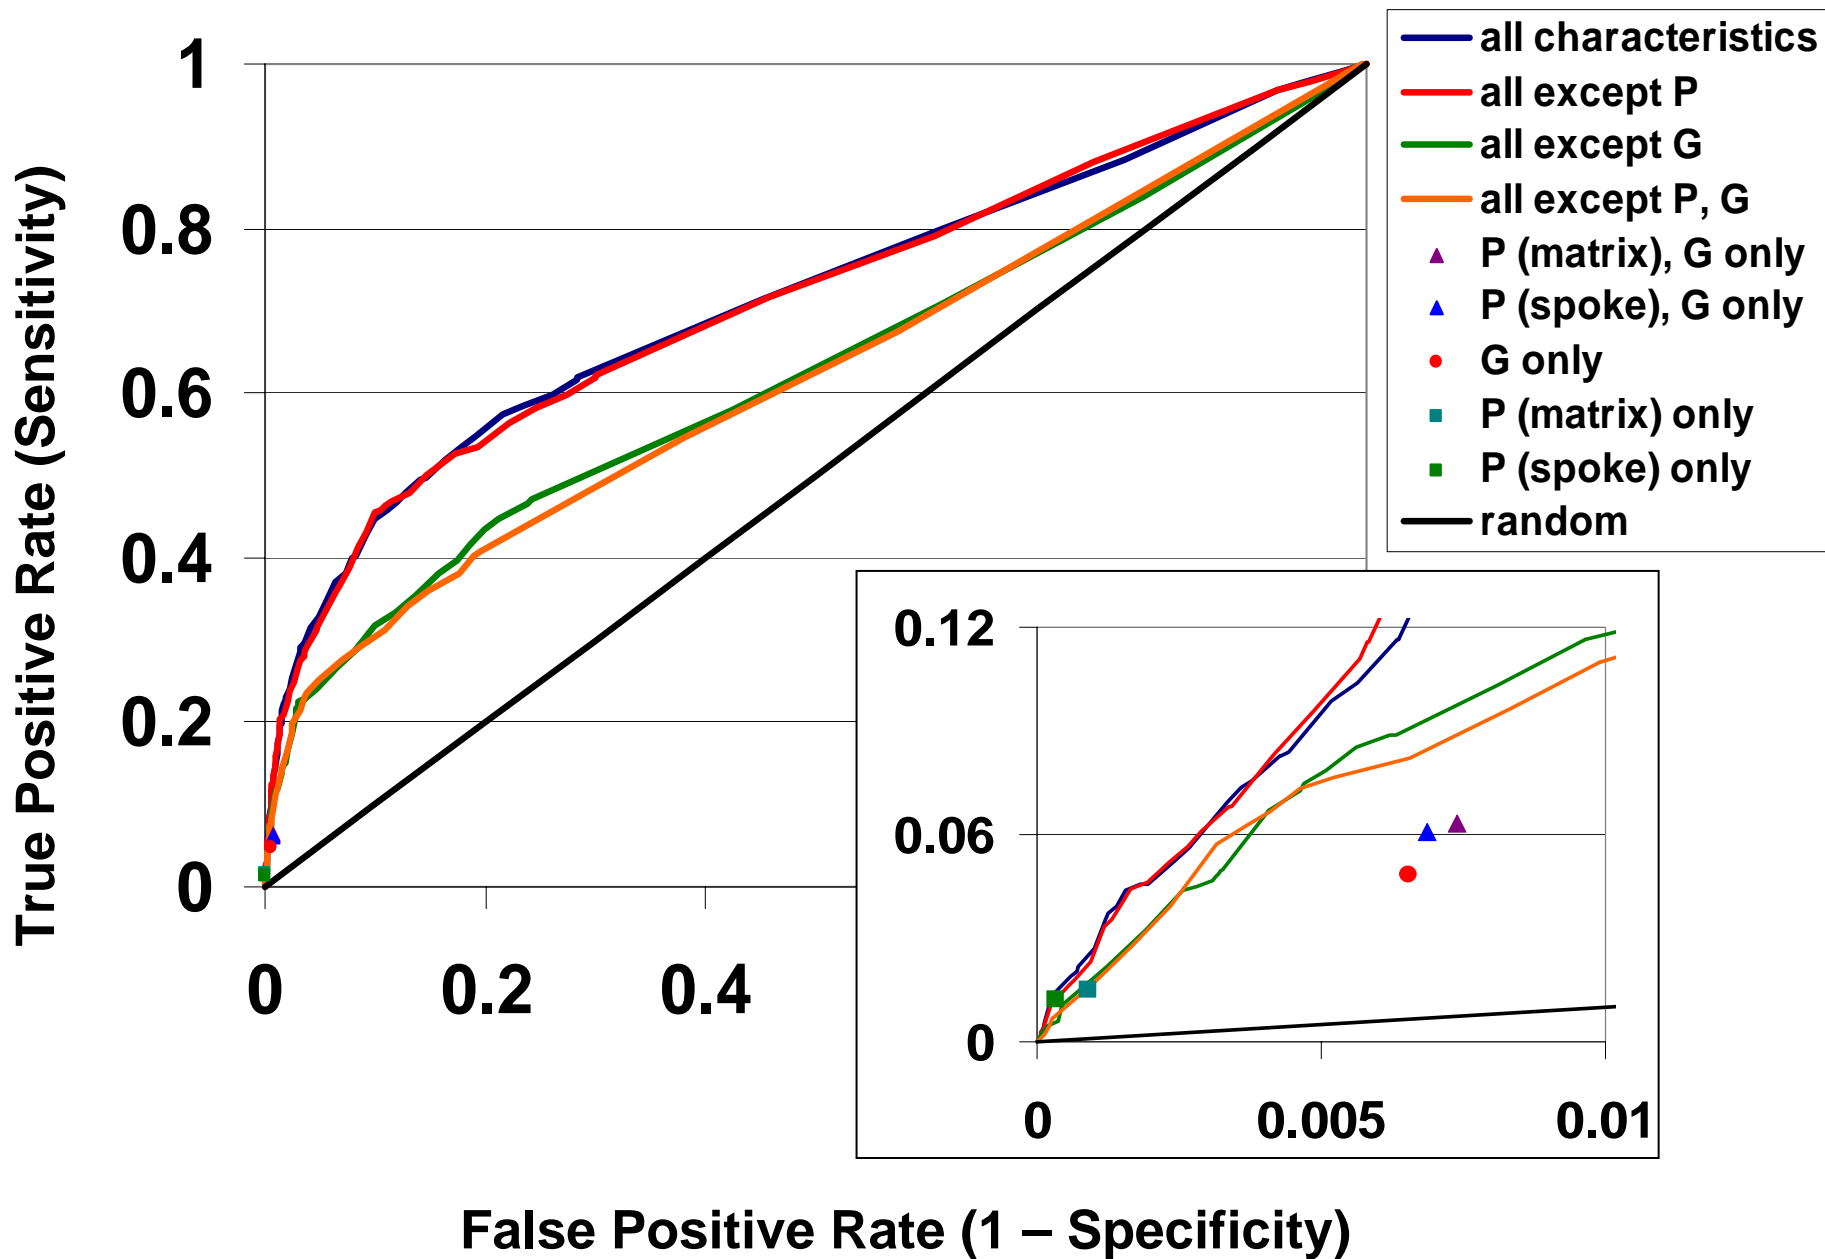 True Positive Rate (Sensitivity)
1
0.8
0.6
0.4
0.2
0
0 0.2 0.4
all characteristics
all except P
all except G
all except P, G
P (matrix), G only
P (spoke), G only
G only
P (matrix) only
P (spoke) only
random
0.12
0.06
0
0 0.005 0.01
False Positive Rate (1 – Specificity)